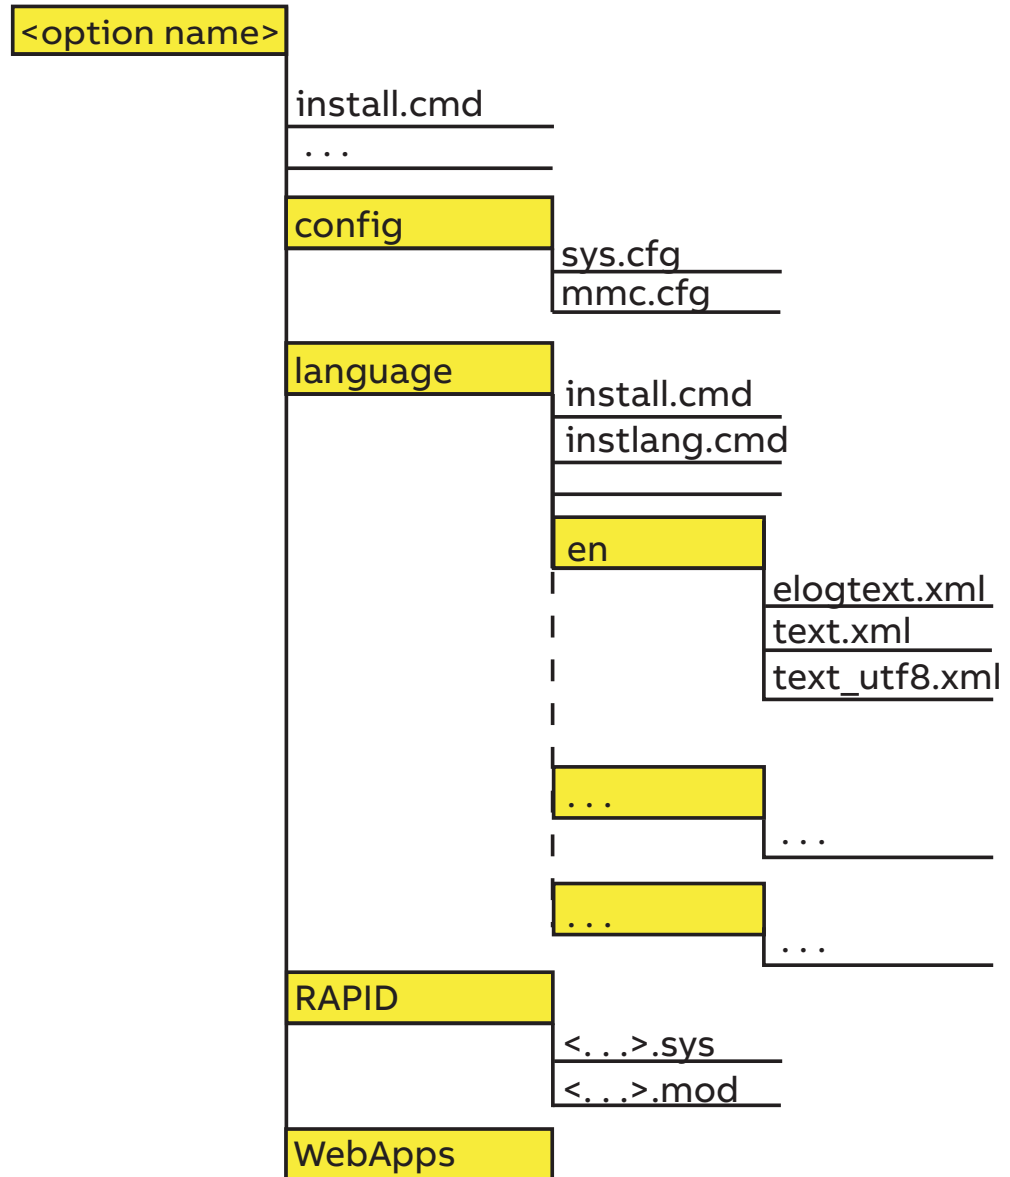 <option name>
install.cmd
. . .
config
sys.cfg
mmc.cfg
language
install.cmd
instlang.cmd
en
elogtext.xml
text.xml
text_utf8.xml
. . .
. . .
. . .
. . .
RAPID
<. . .>.sys
<. . .>.mod
WebApps